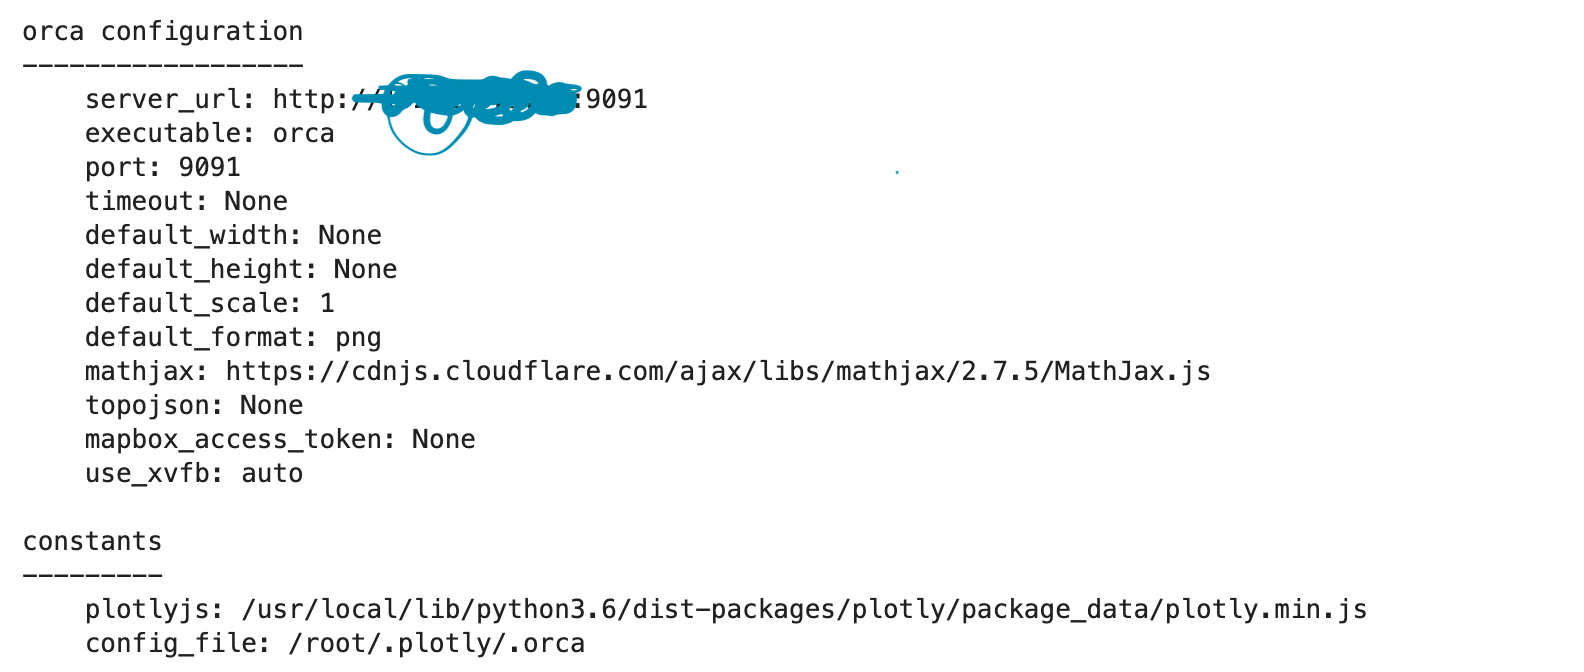 orca configuration
------------------
server_url: http:// :9091
executable: orca
port: 9091
timeout: None
default_width: None
default_height: None
default_scale: 1
default_format: png
mathjax: https://cdnjs.cloudflare.com/ajax/libs/mathjax/2.7.5/MathJax.js
topojson: None
mapbox_access_token: None
use_xvfb: auto
constants
---------
plotlyjs: /usr/local/lib/python3.6/dist-packages/plotly/package_data/plotly.min.js
config_file: /root/.plotly/.orca